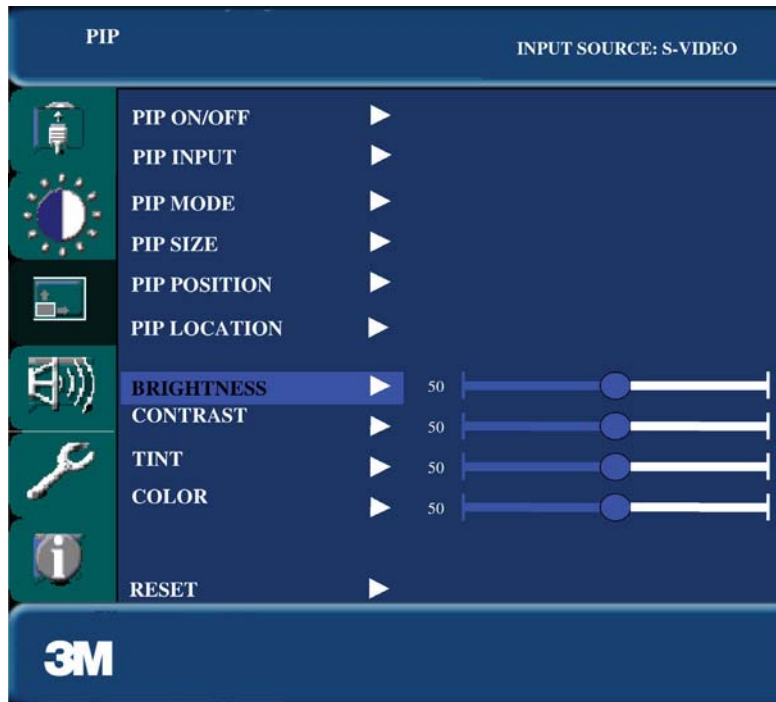 PIP
INPUT SOURCE: S-VIDEO
PIP ON/OFF
PIP INPUT
PIP MODE
PIP SIZE
PIP POSITION
PIP LOCATION
BRIGHTNESS 50
CONTRAST 50
TINT 50
COLOR 50
RESET
3M